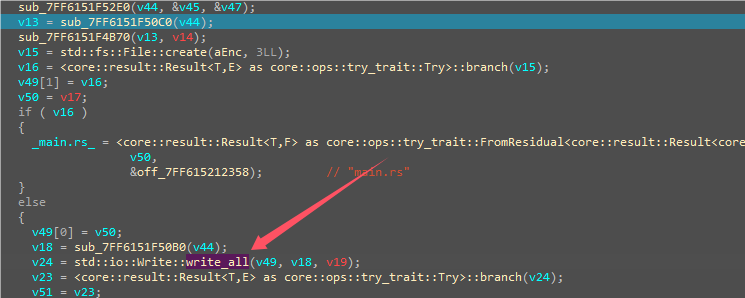 sub_7FF6151F52E0(v44, &v45, &v47);
v13 = sub_7FF6151F50C0(v44);
sub_7FF6151F4B70(v13, v14);
v15 = std::fs::File::create(aEnc, 3LL);
v16 = <core::result::Result<T,E> as core::ops::try_trait::Try>::branch(v15);
v49[1] = v16;
v50 = v17;
if ( v16 )
{
_main.rs_ = <core::result::Result<T,F> as core::ops::try_trait::FromResidual<core::result::Result<core
v50,
&off_7FF615212358); // "main.rs"
}
else
{
v49[0] = v50;
v18 = sub_7FF6151F50B0(v44);
v24 = std::io::Write::write_all(v49, v18, v19);
v23 = <core::result::Result<T,E> as core::ops::try_trait::Try>::branch(v24);
v51 = v23;